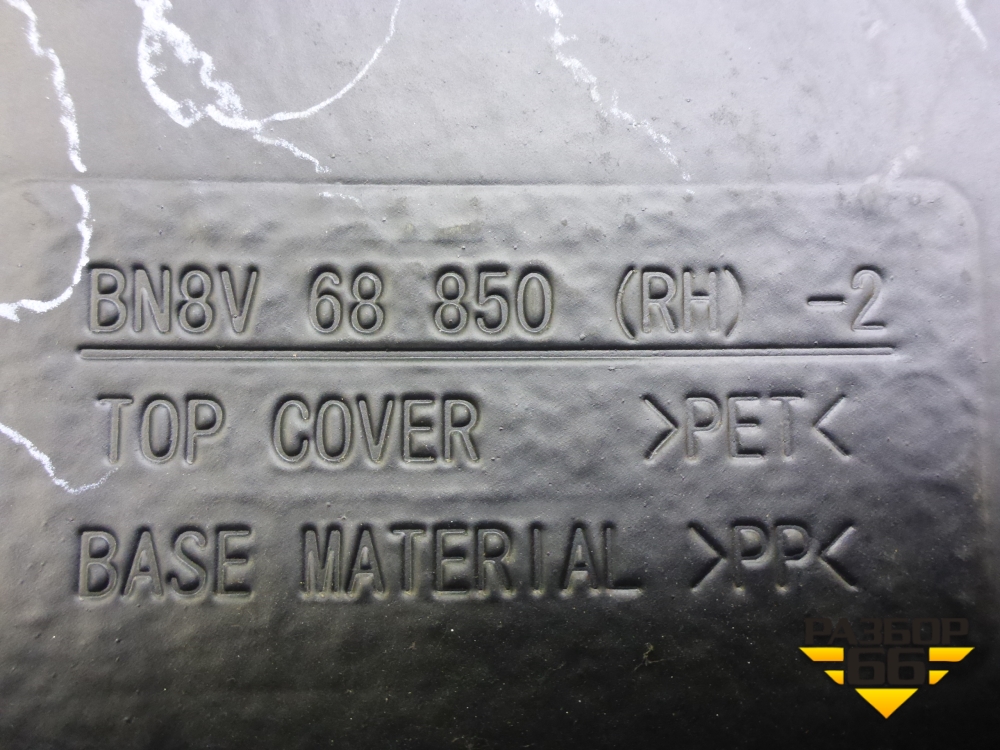 BN8V 68 850 (RH) -2
TOP COVER >PET<
BASE MATERIAL >PP<
РАЗБОР
66